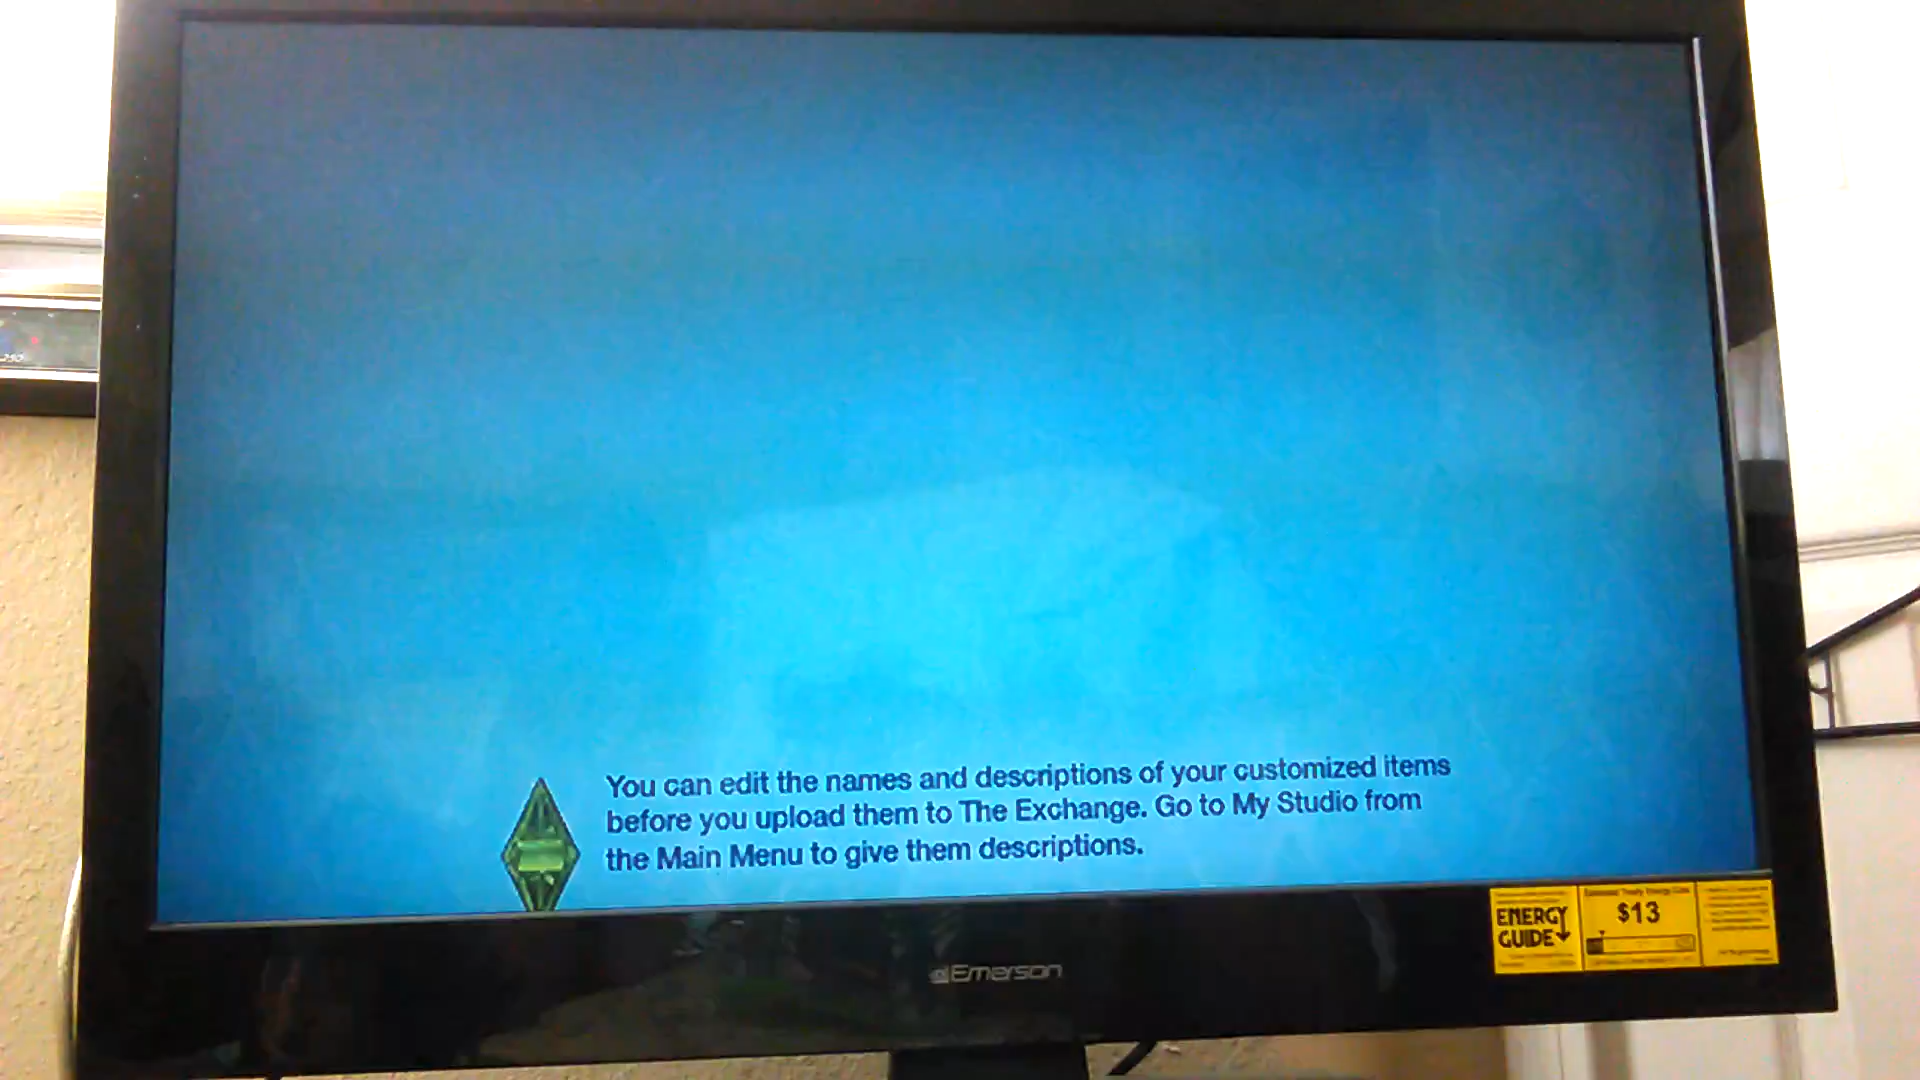 250
You can edit the names and descriptions of your customized items
before you upload them to The Exchange. Go to My Studio from
the Main Menu to give them descriptions.
Emerson
ENERGY
GUIDE
$13